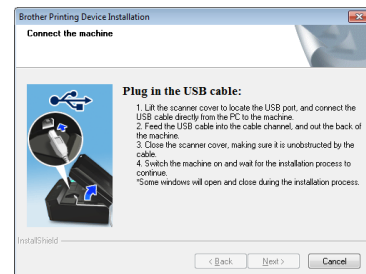 Brother Printing Device Installation
Connect the machine
Plug in the USB cable:
1. Lift the scanner cover to locate the USB port, and connect the
USB cable directly from the PC to the machine.
2. Feed the USB cable into the cable channel, and out the back of
the machine.
3. Close the scanner cover, making sure it is unobstructed by the
cable.
4. Switch the machine on and wait for the installation process to
continue.
*Some windows will open and close during the installation process.
InstallShield
< Back
Next >
Cancel